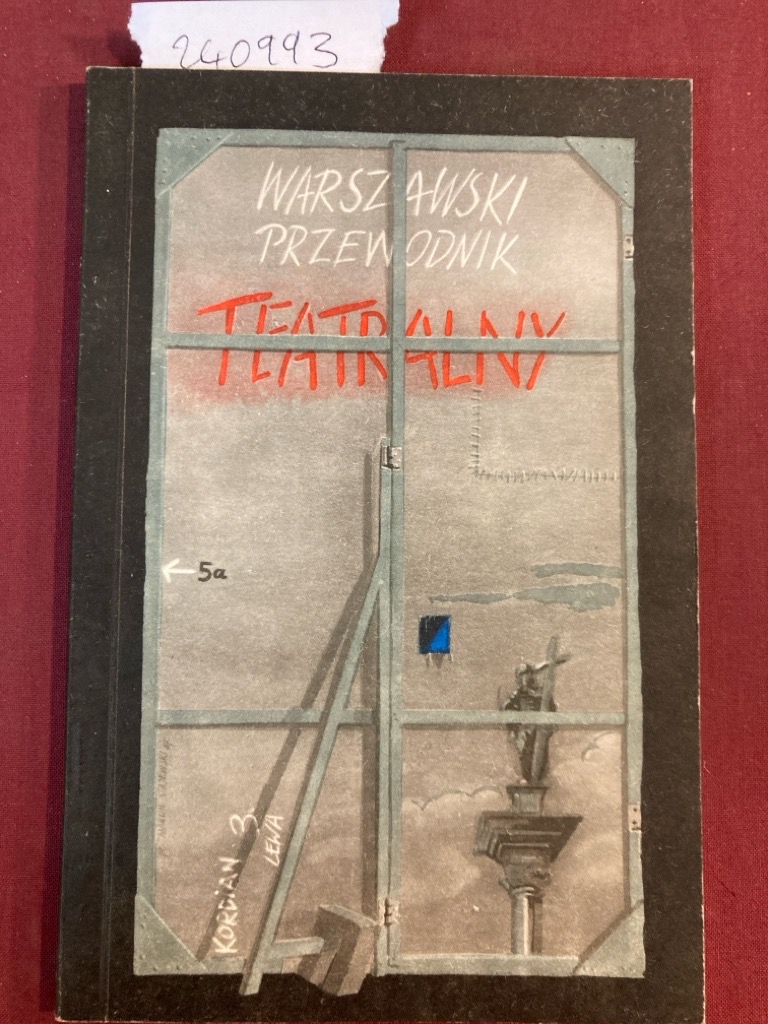 240993
WARSZAWSKI
PRZEWODNIK
TEATRALNY
← 5a
KORDIAN 3.
LEWA